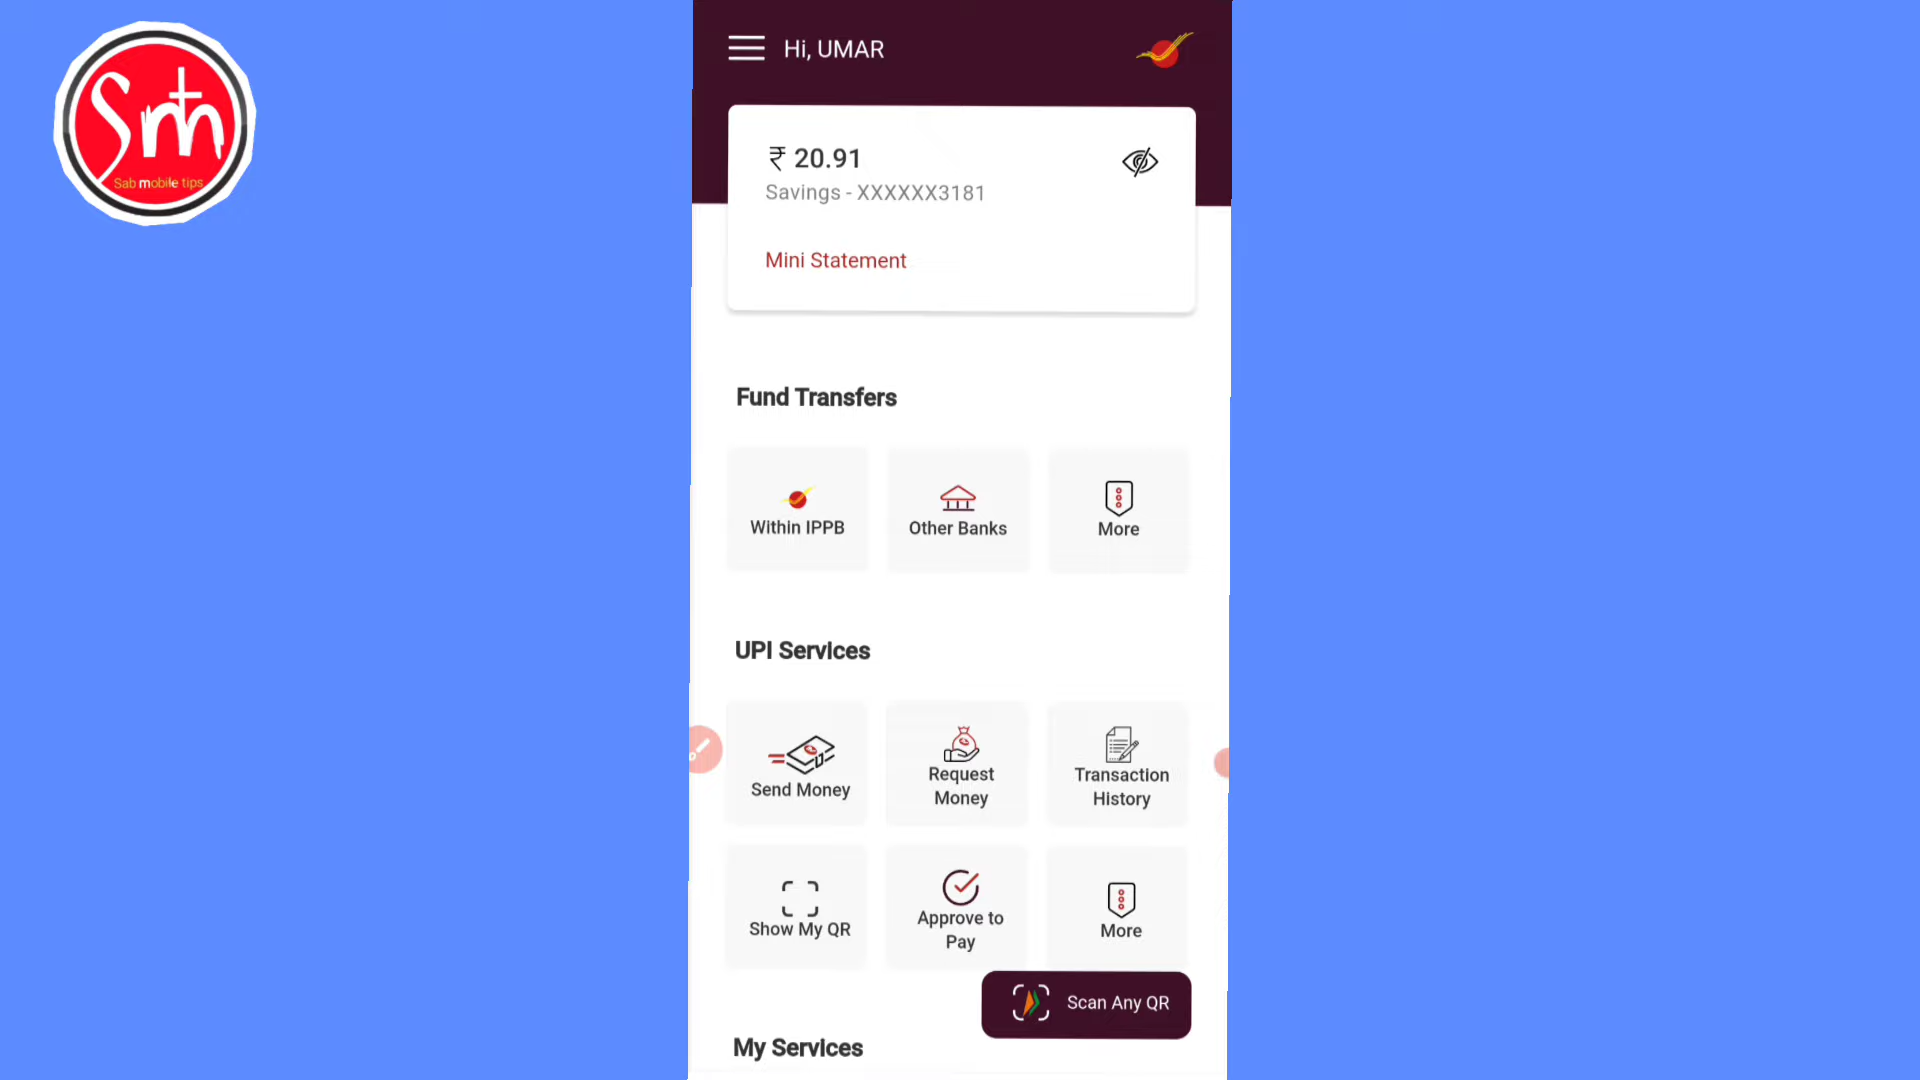 Sm
Sab mobile tips
Hi, UMAR
₹ 20.91
Savings - XXXXXX3181
Mini Statement
Fund Transfers
Within IPPB
Other Banks
More
UPI Services
Send Money
Request
Money
Transaction
History
Show My QR
Approve to
Pay
More
Scan Any QR
My Services